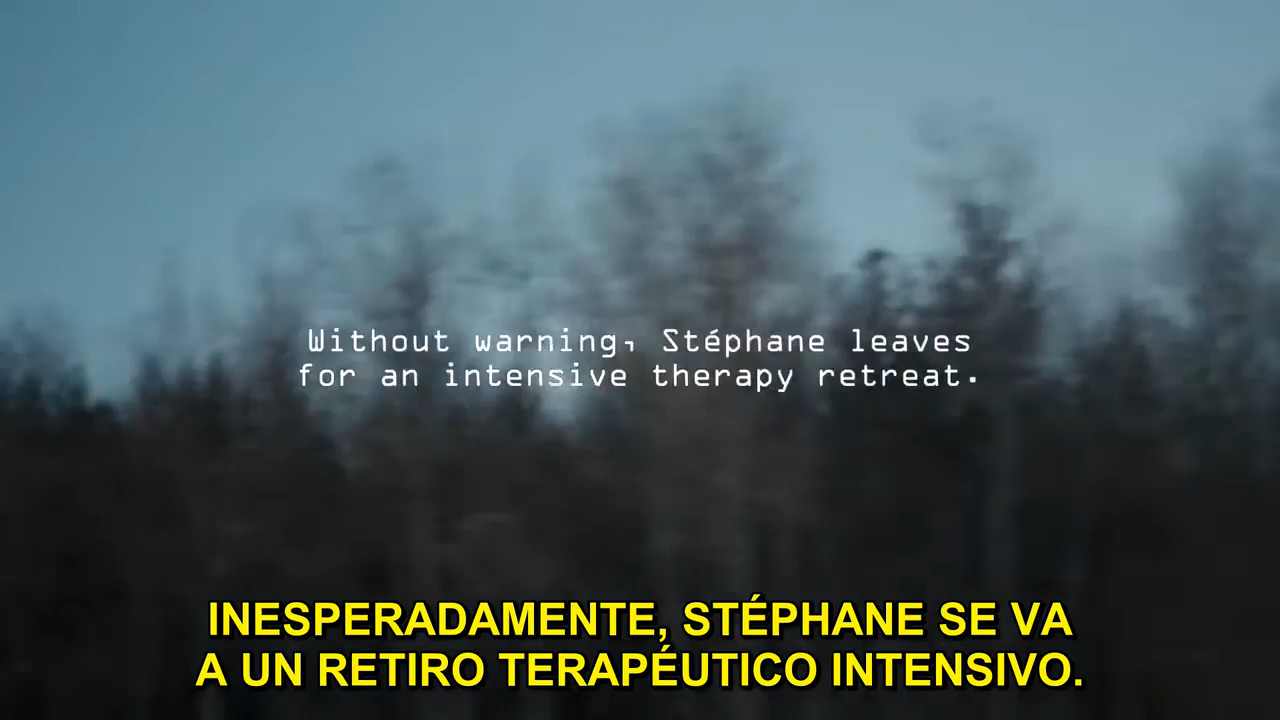 Without warning, Stéphane leaves
for an intensive therapy retreat.
INESPERADAMENTE, STÉPHANE SE VA
A UN RETIRO TERAPÉUTICO INTENSIVO.